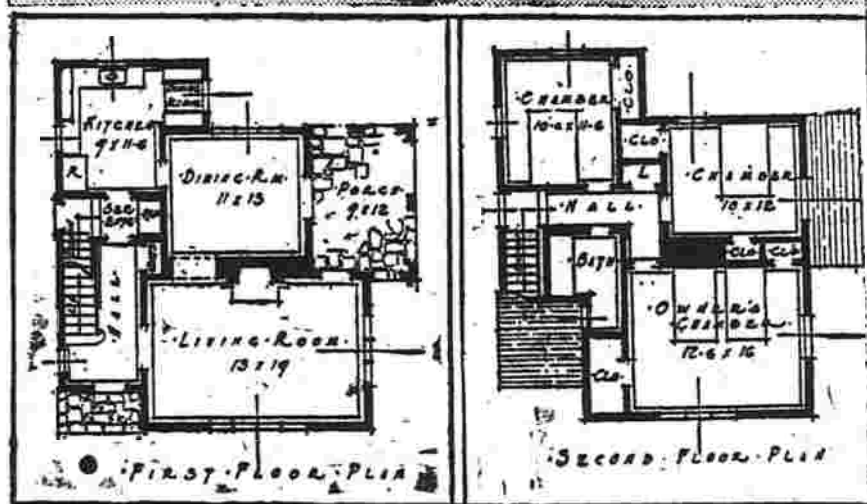 KITCHEN
9 x 11-6
R
DINING·RM·
11 x 13
PORCH
9 x 12
HALL
·LIVING·ROOM·
13 x 19
·FIRST·FLOOR·PLAN
·CHAMBER
10-6 x 11-6
CLO
CLO
L
·CHAMBER
10 x 12
·HALL
BATH
CLO
CLO
·OWNER'S
CHAMBER·
12-6 x 16
CLO
·SECOND·FLOOR·PLAN